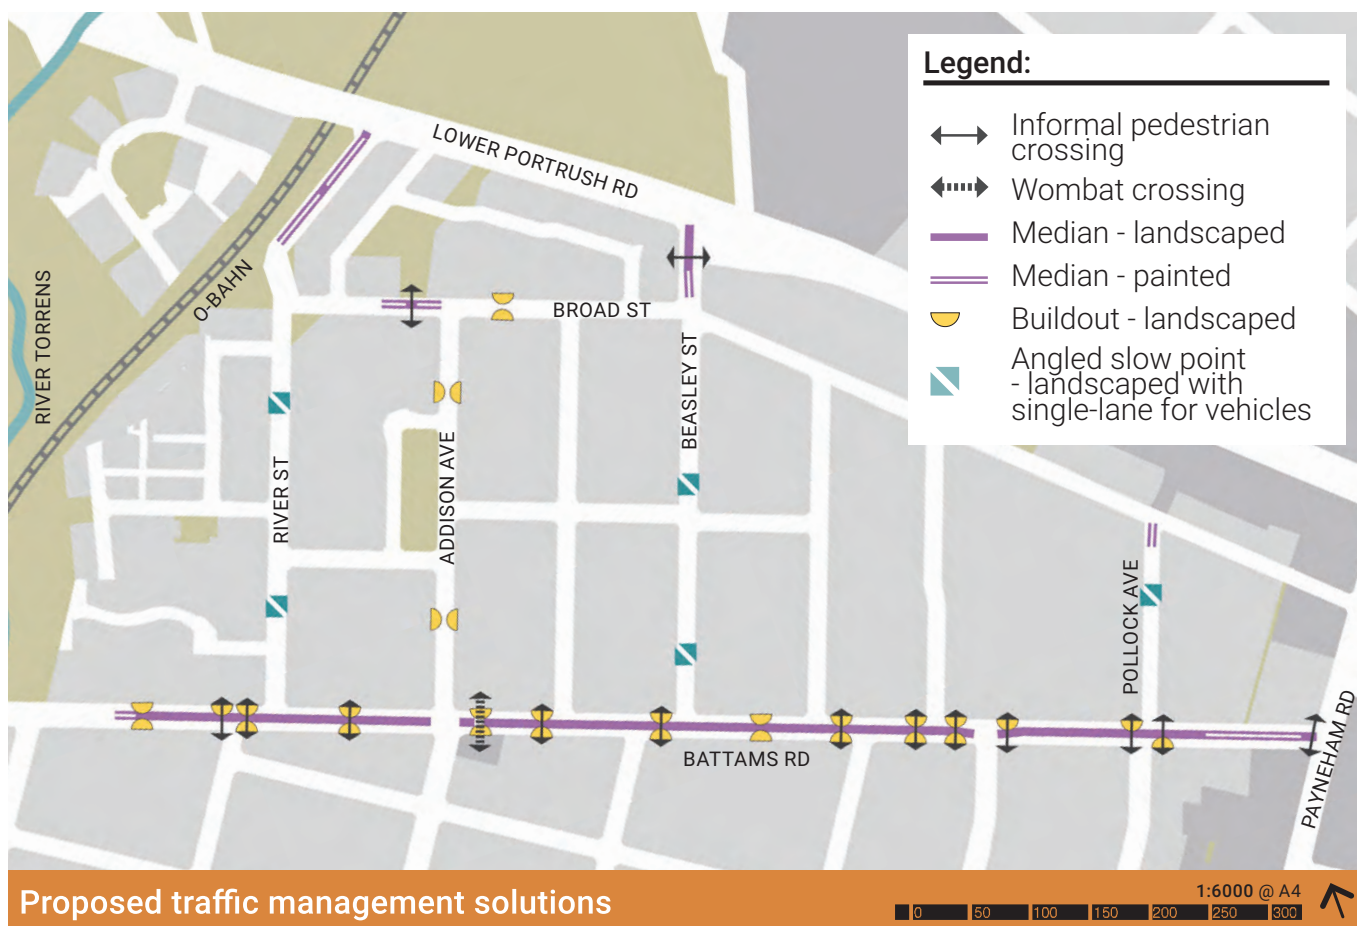 Legend:
Informal pedestrian
crossing
Wombat crossing
Median - landscaped
Median - painted
Buildout - landscaped
Angled slow point
- landscaped with
single-lane for vehicles
LOWER PORTRUSH RD
O-BAHN
RIVER TORRENS
BROAD ST
BEASLEY ST
RIVER ST
ADDISON AVE
POLLOCK AVE
BATTAMS RD
PAYNEHAM RD
Proposed traffic management solutions
1:6000 @ A4
0 50 100 150 200 250 300